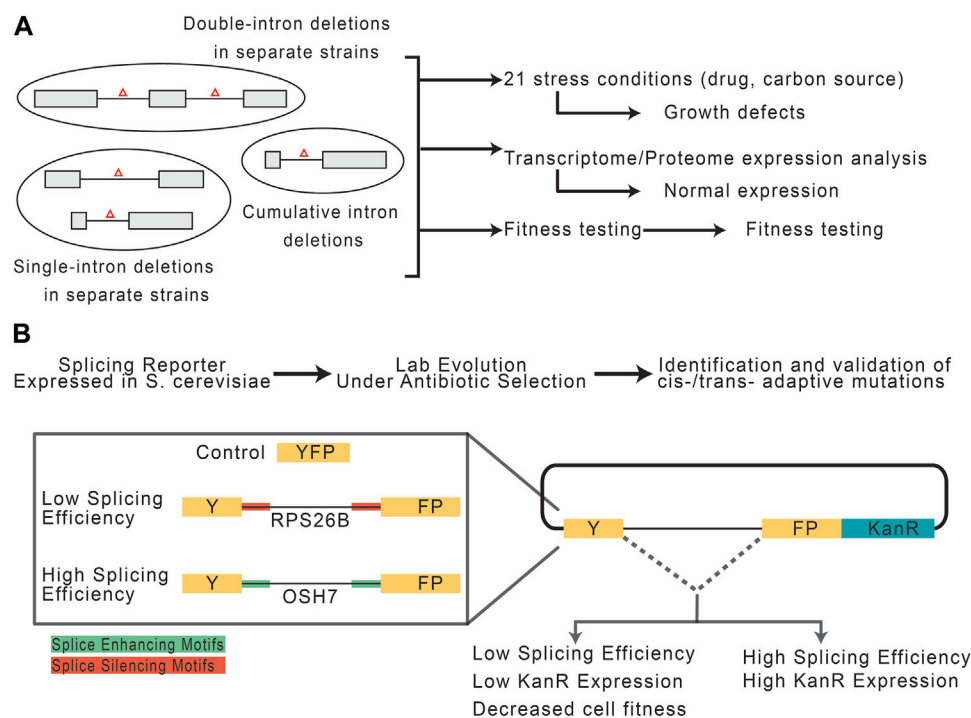 A
Double-intron deletions
in separate strains
Cumulative intron
deletions
Single-intron deletions
in separate strains
21 stress conditions (drug, carbon source)
Growth defects
Transcriptome/Proteome expression analysis
Normal expression
Fitness testing
Fitness testing
B
Splicing Reporter
Expressed in S. cerevisiae
Lab Evolution
Under Antibiotic Selection
Identification and validation of
cis-/trans- adaptive mutations
Control
YFP
Low Splicing
Efficiency
Y
RPS26B
FP
High Splicing
Efficiency
Y
OSH7
FP
Splice Enhancing Motifs
Splice Silencing Motifs
Y
FP
KanR
Low Splicing Efficiency
Low KanR Expression
Decreased cell fitness
High Splicing Efficiency
High KanR Expression